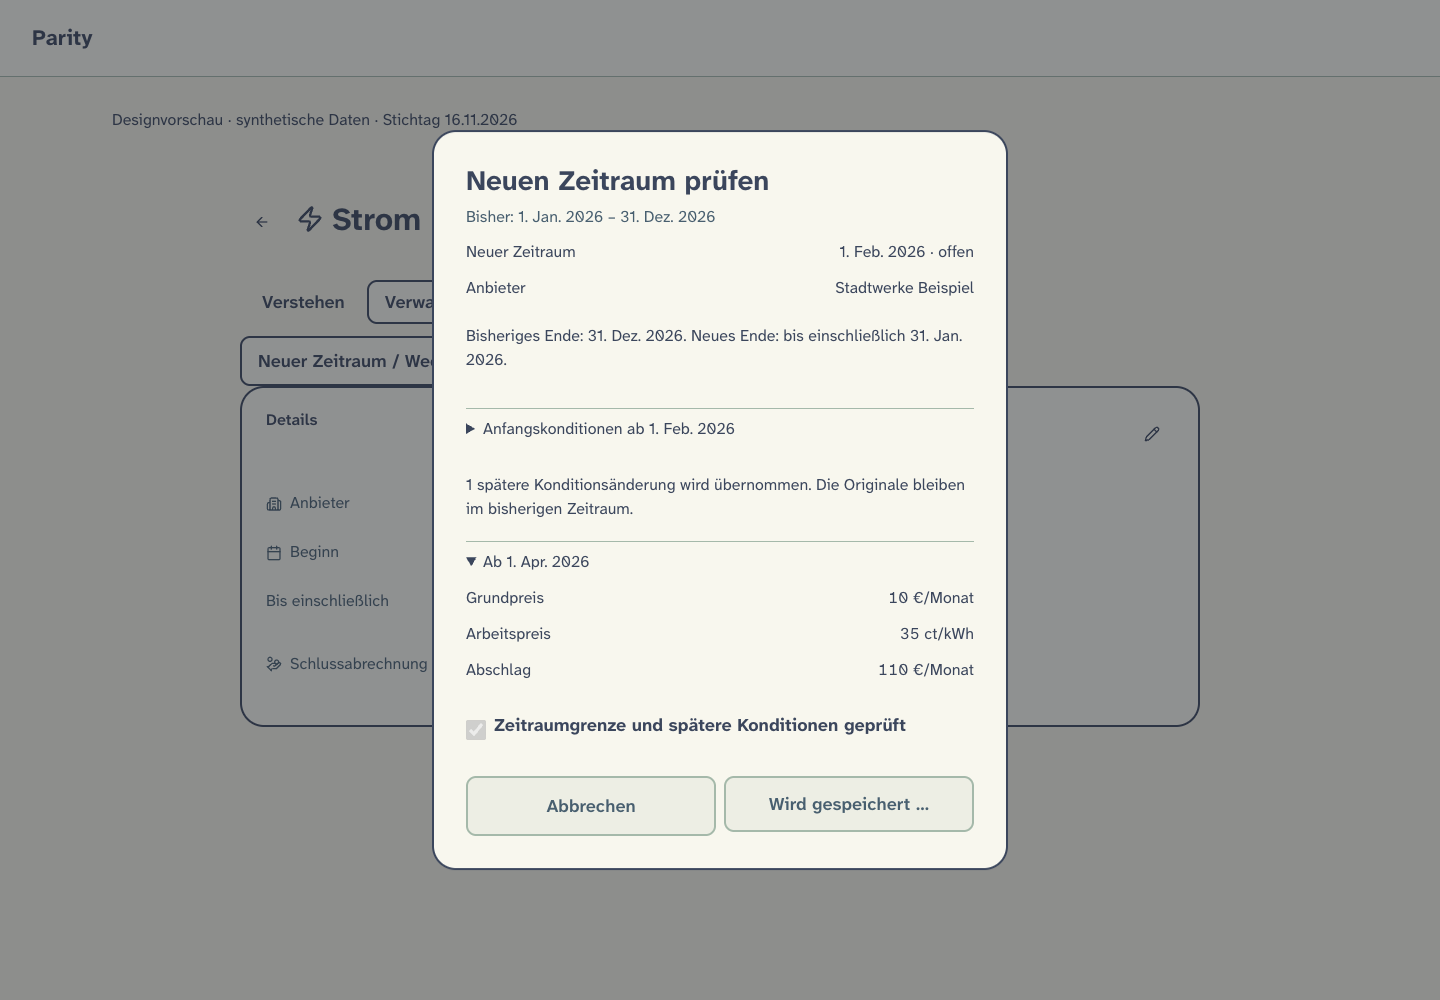 Parity
Designvorschau · synthetische Daten · Stichtag 16.11.2026
Strom
Verstehen
Verwa
Neuer Zeitraum / Wec
Details
Anbieter
Beginn
Bis einschließlich
Schlussabrechnung
Neuen Zeitraum prüfen
Bisher: 1. Jan. 2026 – 31. Dez. 2026
Neuer Zeitraum 1. Feb. 2026 · offen
Anbieter Stadtwerke Beispiel
Bisheriges Ende: 31. Dez. 2026. Neues Ende: bis einschließlich 31. Jan.
2026.
Anfangskonditionen ab 1. Feb. 2026
1 spätere Konditionsänderung wird übernommen. Die Originale bleiben
im bisherigen Zeitraum.
Ab 1. Apr. 2026
Grundpreis 10 €/Monat
Arbeitspreis 35 ct/kWh
Abschlag 110 €/Monat
Zeitraumgrenze und spätere Konditionen geprüft
Abbrechen
Wird gespeichert …